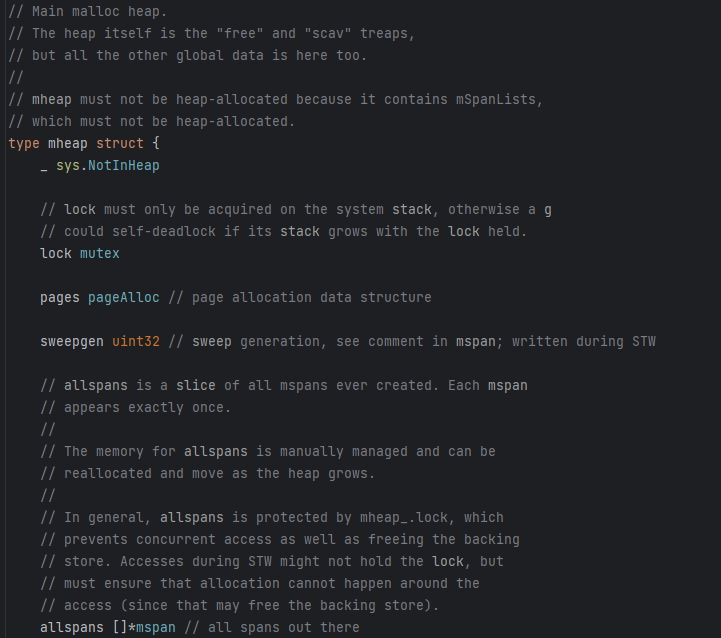 // Main malloc heap.
// The heap itself is the "free" and "scav" treaps,
// but all the other global data is here too.
//
// mheap must not be heap-allocated because it contains mSpanLists,
// which must not be heap-allocated.
type mheap struct {
_ sys.NotInHeap
// lock must only be acquired on the system stack, otherwise a g
// could self-deadlock if its stack grows with the lock held.
lock mutex
pages pageAlloc // page allocation data structure
sweepgen uint32 // sweep generation, see comment in mspan; written during STW
// allspans is a slice of all mspans ever created. Each mspan
// appears exactly once.
//
// The memory for allspans is manually managed and can be
// reallocated and move as the heap grows.
//
// In general, allspans is protected by mheap_.lock, which
// prevents concurrent access as well as freeing the backing
// store. Accesses during STW might not hold the lock, but
// must ensure that allocation cannot happen around the
// access (since that may free the backing store).
allspans []*mspan // all spans out there